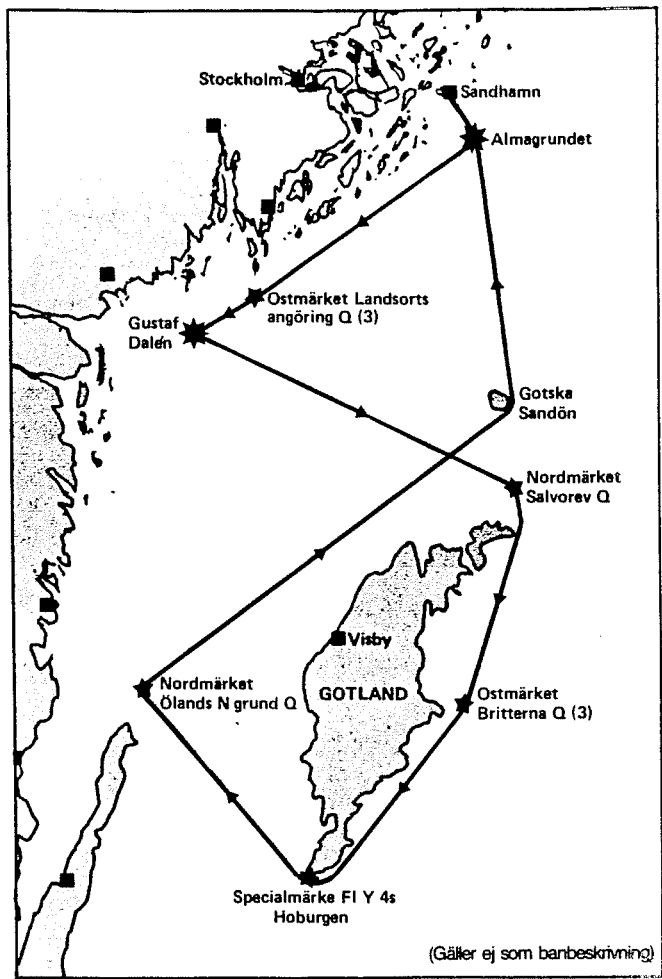 Stockholm
Sandhamn
Almagrundet
Ostmärket Landsorts
angöring Q (3)
Gustaf
Dalén
Gotska
Sandön
Nordmärket
Salvorev Q
Visby
Nordmärket
Ölands N grund Q
GOTLAND
Ostmärket
Britterna Q (3)
Specialmärke Fl Y 4s
Hoburgen
(Gäller ej som banbeskrivning)